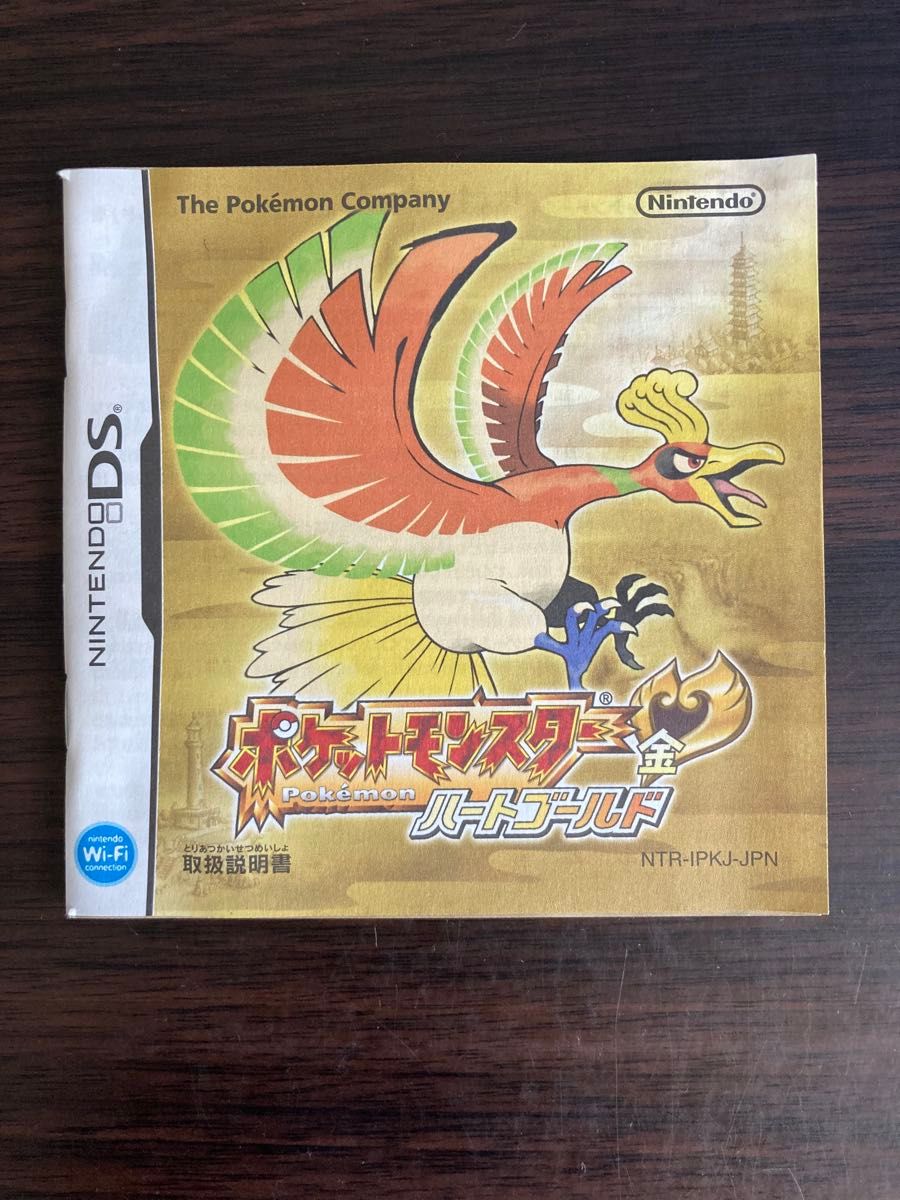 The Pokémon Company
Nintendo®
NINTENDO DS®
ポケットモンスター®
Pokémon
金
ハートゴールド
nintendo
Wi-Fi
connection
とりあつかいせつめいしょ
取扱説明書
NTR-IPKJ-JPN